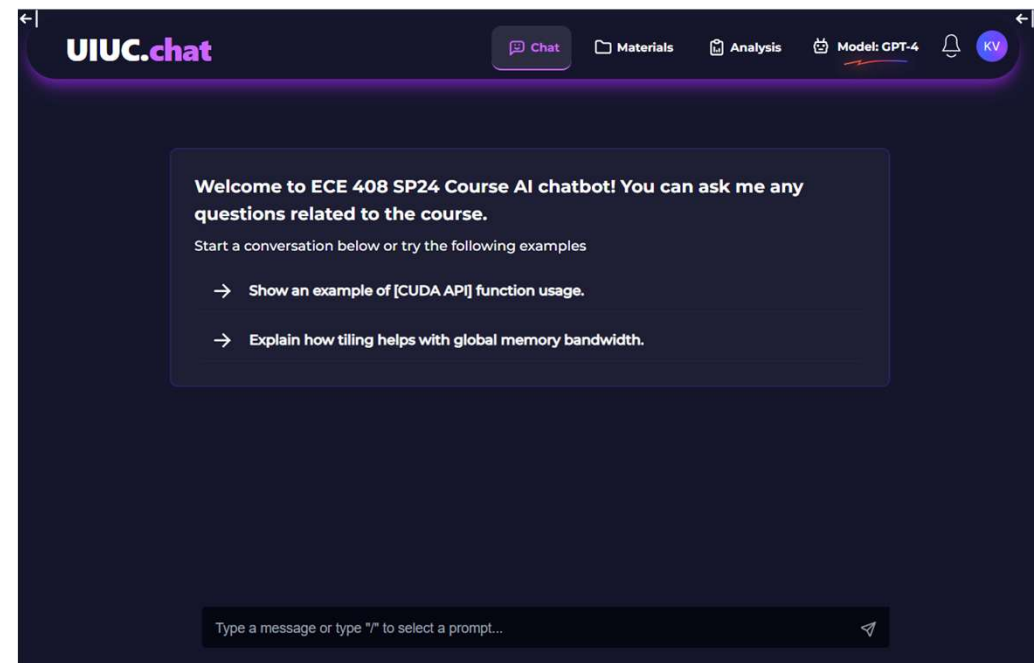 UIUC.chat
Chat
Materials
Analysis
Model: GPT-4
KV
Welcome to ECE 408 SP24 Course AI chatbot! You can ask me any
questions related to the course.
Start a conversation below or try the following examples
→ Show an example of [CUDA API] function usage.
→ Explain how tiling helps with global memory bandwidth.
Type a message or type "/" to select a prompt...